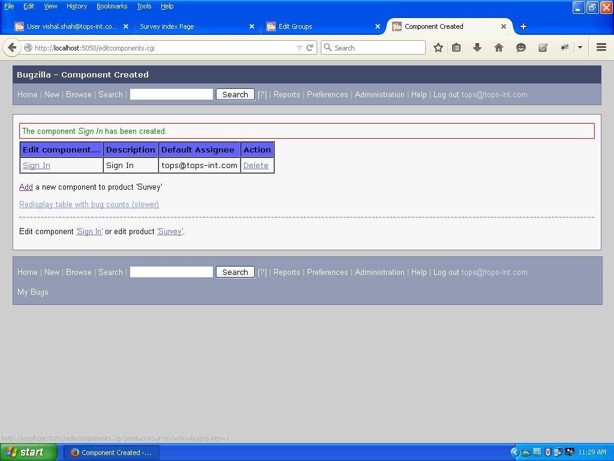 File Edit View History Bookmarks Tools Help
User vishal.shah@tops-int.co... Survey Index Page Edit Groups Component Created
http://localhost:5050/editcomponents.cgi Search
Bugzilla – Component Created
Home | New | Browse | Search | Search [?] | Reports | Preferences | Administration | Help | Log out tops@tops-int.com
The component Sign In has been created.
Edit component... Description Default Assignee Action
Sign In Sign In tops@tops-int.com Delete
Add a new component to product 'Survey'
Redisplay table with bug counts (slower)
Edit component 'Sign In' or edit product 'Survey'.
Home | New | Browse | Search | Search [?] | Reports | Preferences | Administration | Help | Log out tops@tops-int.com
My Bugs
start Component Created -... 11:29 AM